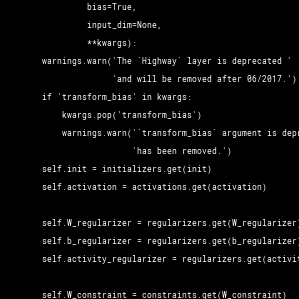 bias=True,
input_dim=None,
**kwargs):
warnings.warn('The `Highway` layer is deprecated '
'and will be removed after 06/2017.')
if 'transform_bias' in kwargs:
kwargs.pop('transform_bias')
warnings.warn('`transform_bias` argument is depr
'has been removed.')
self.init = initializers.get(init)
self.activation = activations.get(activation)
self.W_regularizer = regularizers.get(W_regularizer)
self.b_regularizer = regularizers.get(b_regularizer)
self.activity_regularizer = regularizers.get(activit
self.W_constraint = constraints.get(W_constraint)